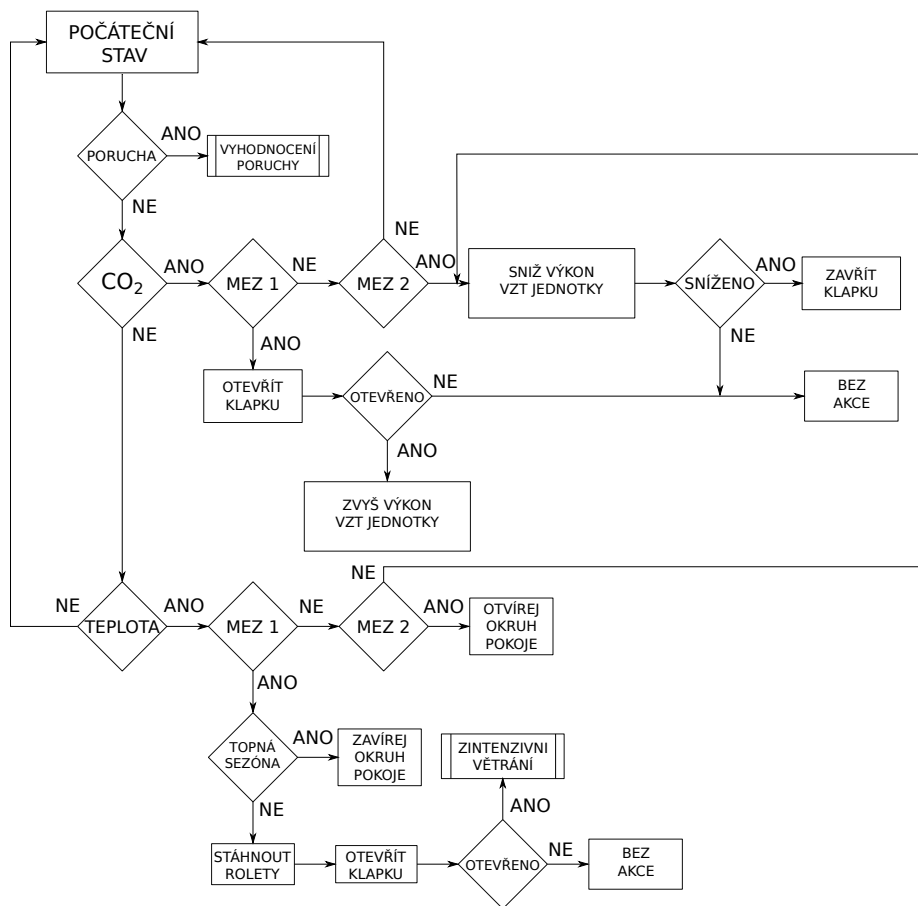 POČÁTEČNÍ
STAV
ANO
PORUCHA
VYHODNOCENÍ
PORUCHY
NE
CO2
ANO
MEZ 1
NE
MEZ 2
NE
ANO
SNIŽ VÝKON
VZT JEDNOTKY
SNÍŽENO
ANO
ZAVŘÍT
KLAPKU
NE
ANO
NE
OTEVŘÍT
KLAPKU
OTEVŘENO
NE
BEZ
AKCE
ANO
ZVYŠ VÝKON
VZT JEDNOTKY
NE
TEPLOTA
ANO
MEZ 1
NE
MEZ 2
NE
ANO
OTVÍREJ
OKRUH
POKOJE
ANO
TOPNÁ
SEZÓNA
ANO
ZAVÍREJ
OKRUH
POKOJE
ZINTENZIVNI
VĚTRÁNÍ
NE
ANO
STÁHNOUT
ROLETY
OTEVŘÍT
KLAPKU
OTEVŘENO
NE
BEZ
AKCE